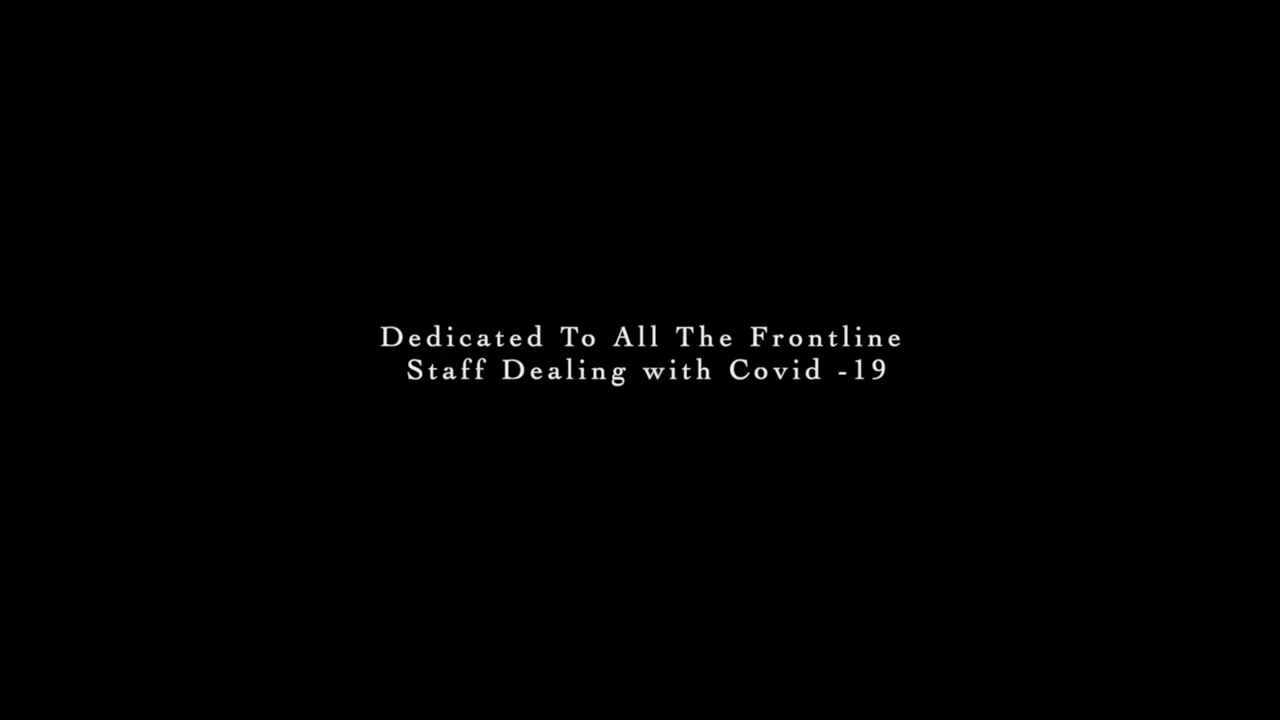 Dedicated To All The Frontline
Staff Dealing with Covid -19